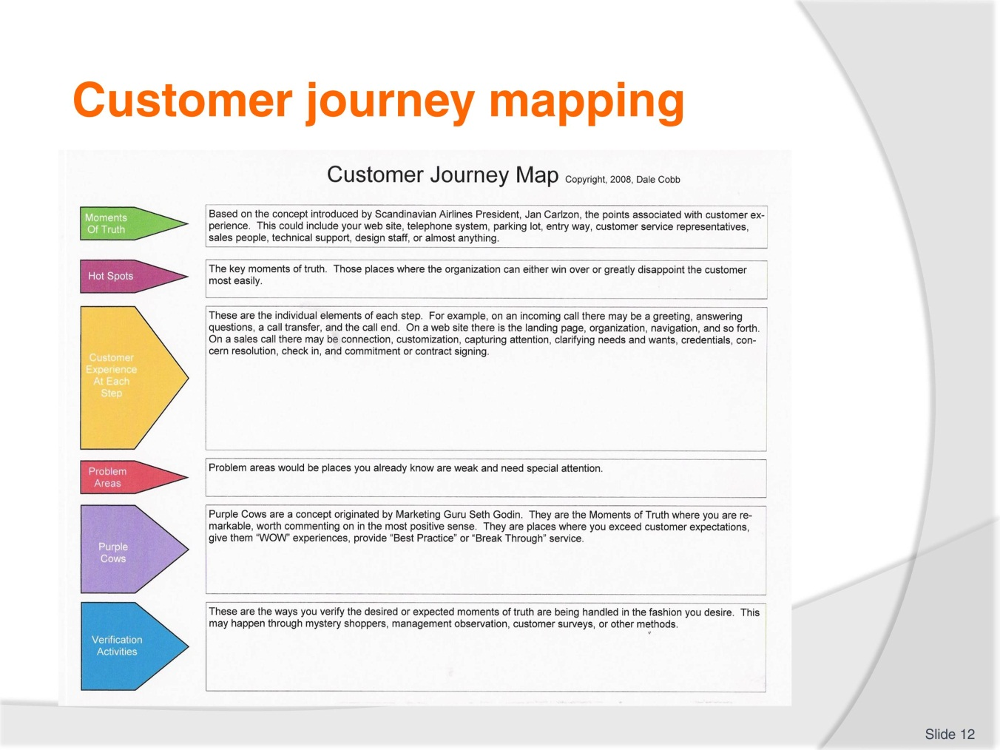 Customer journey mapping
Customer Journey Map Copyright, 2008, Dale Cobb
Moments
Of Truth
Based on the concept introduced by Scandinavian Airlines President, Jan Carlzon, the points associated with customer ex-
perience. This could include your web site, telephone system, parking lot, entry way, customer service representatives,
sales people, technical support, design staff, or almost anything.
Hot Spots
The key moments of truth. Those places where the organization can either win over or greatly disappoint the customer
most easily.
Customer
Experience
At Each
Step
These are the individual elements of each step. For example, on an incoming call there may be a greeting, answering
questions, a call transfer, and the call end. On a web site there is the landing page, organization, navigation, and so forth.
On a sales call there may be connection, customization, capturing attention, clarifying needs and wants, credentials, con-
cern resolution, check in, and commitment or contract signing.
Problem
Areas
Problem areas would be places you already know are weak and need special attention.
Purple
Cows
Purple Cows are a concept originated by Marketing Guru Seth Godin. They are the Moments of Truth where you are re-
markable, worth commenting on in the most positive sense. They are places where you exceed customer expectations,
give them “WOW” experiences, provide “Best Practice” or “Break Through” service.
Verification
Activities
These are the ways you verify the desired or expected moments of truth are being handled in the fashion you desire. This
may happen through mystery shoppers, management observation, customer surveys, or other methods.
Slide 12